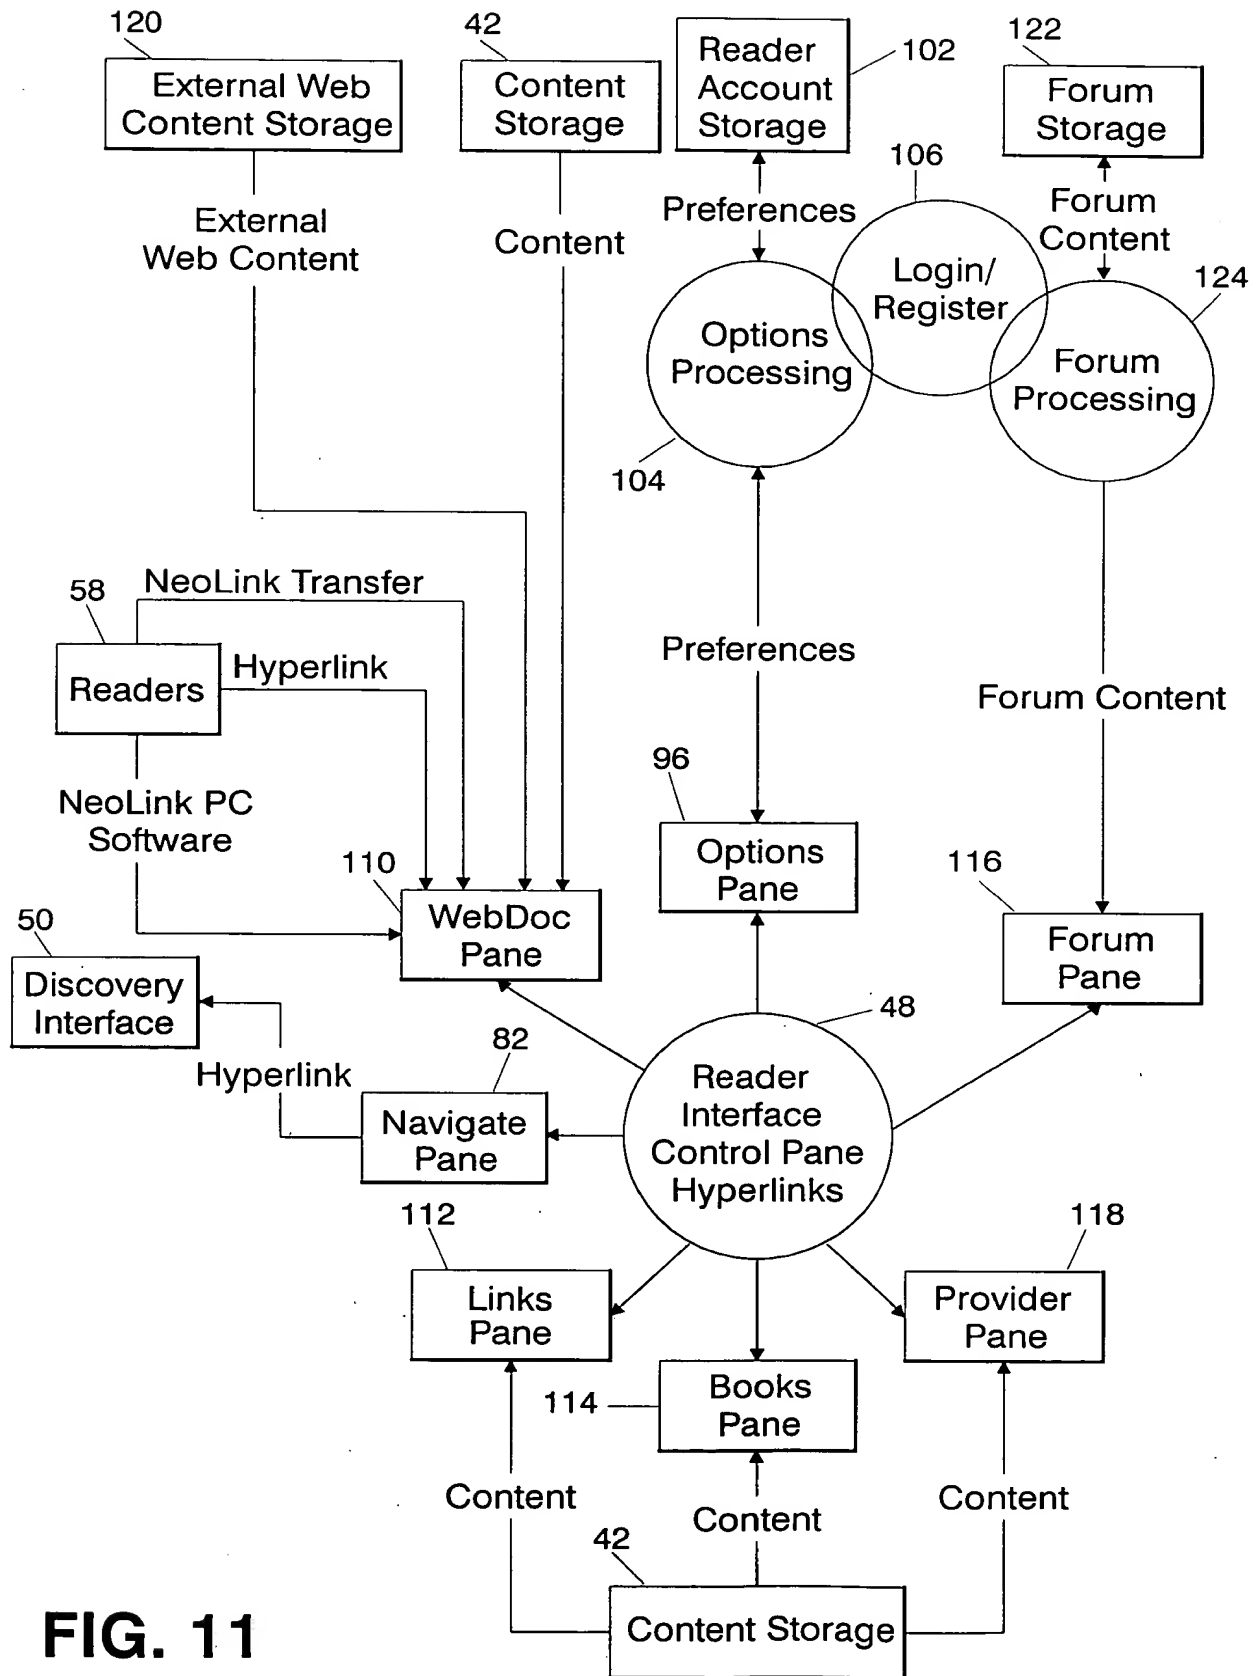 120
External Web
Content Storage
42
Content
Storage
Reader
Account
Storage
102
122
Forum
Storage
106
External
Web Content
Content
Preferences
Forum
Content
Login/
Register
124
Options
Processing
Forum
Processing
104
58
NeoLink Transfer
Readers
Hyperlink
Preferences
Forum Content
NeoLink PC
Software
96
Options
Pane
110
WebDoc
Pane
116
Forum
Pane
50
Discovery
Interface
Hyperlink
82
Navigate
Pane
48
Reader
Interface
Control Pane
Hyperlinks
112
Links
Pane
118
Provider
Pane
114
Books
Pane
Content
Content
Content
42
Content Storage
FIG. 11